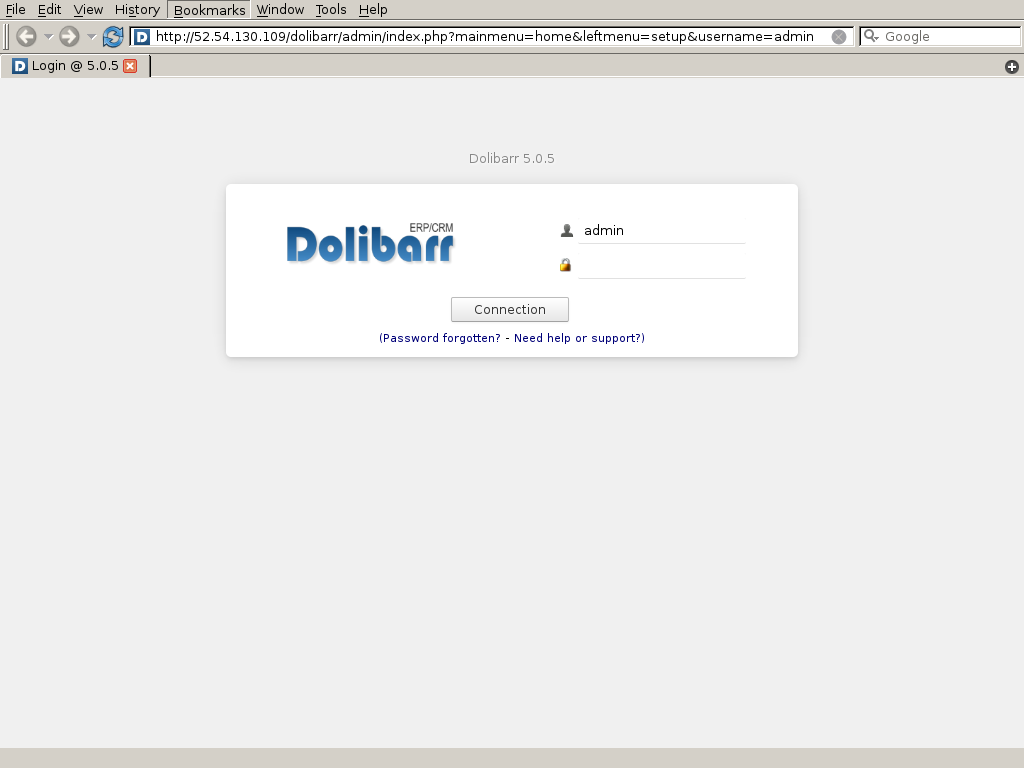 File Edit View History Bookmarks Window Tools Help
http://52.54.130.109/dolibarr/admin/index.php?mainmenu=home&leftmenu=setup&username=admin Google
Login @ 5.0.5
Dolibarr 5.0.5
ERP/CRM
Dolibarr
admin
Connection
(Password forgotten? - Need help or support?)